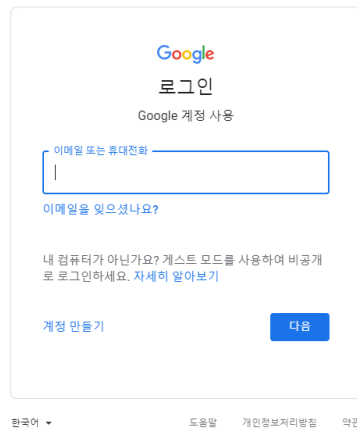 Google
로그인
Google 계정 사용
이메일 또는 휴대전화
이메일을 잊으셨나요?
내 컴퓨터가 아닌가요? 게스트 모드를 사용하여 비공개
로 로그인하세요. 자세히 알아보기
계정 만들기 다음
한국어 도움말 개인정보처리방침 약관